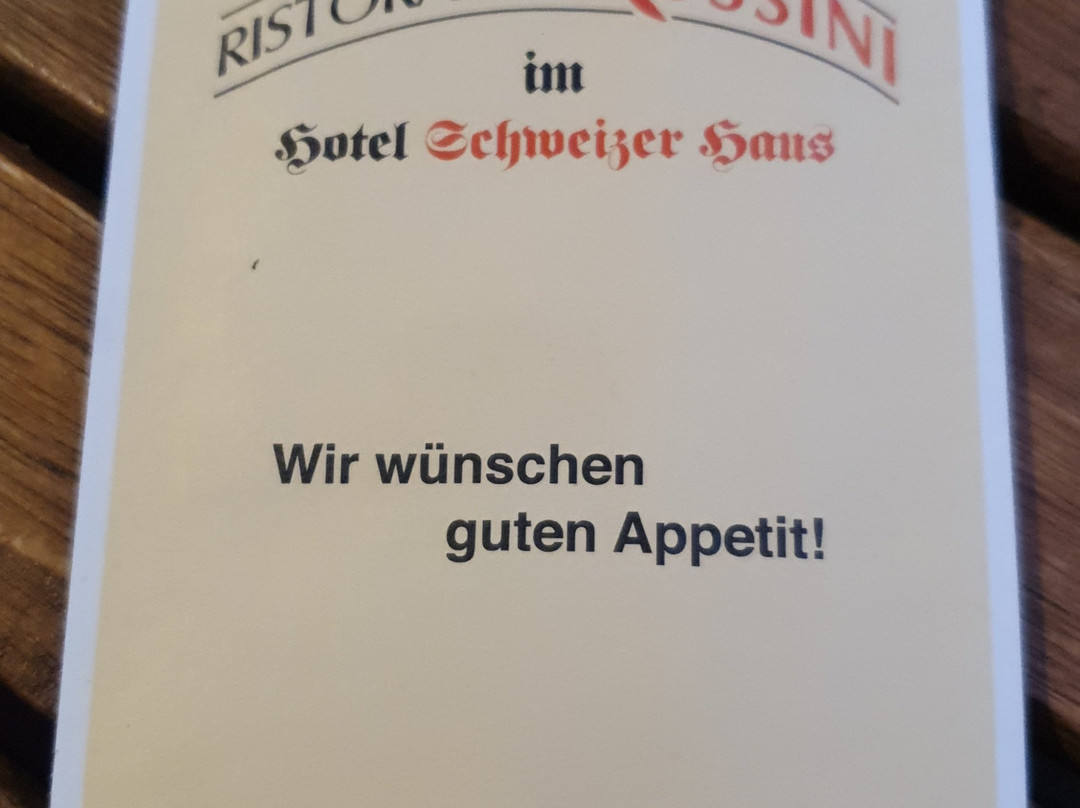 im
Hotel Schweizer Haus
Wir wünschen
guten Appetit!